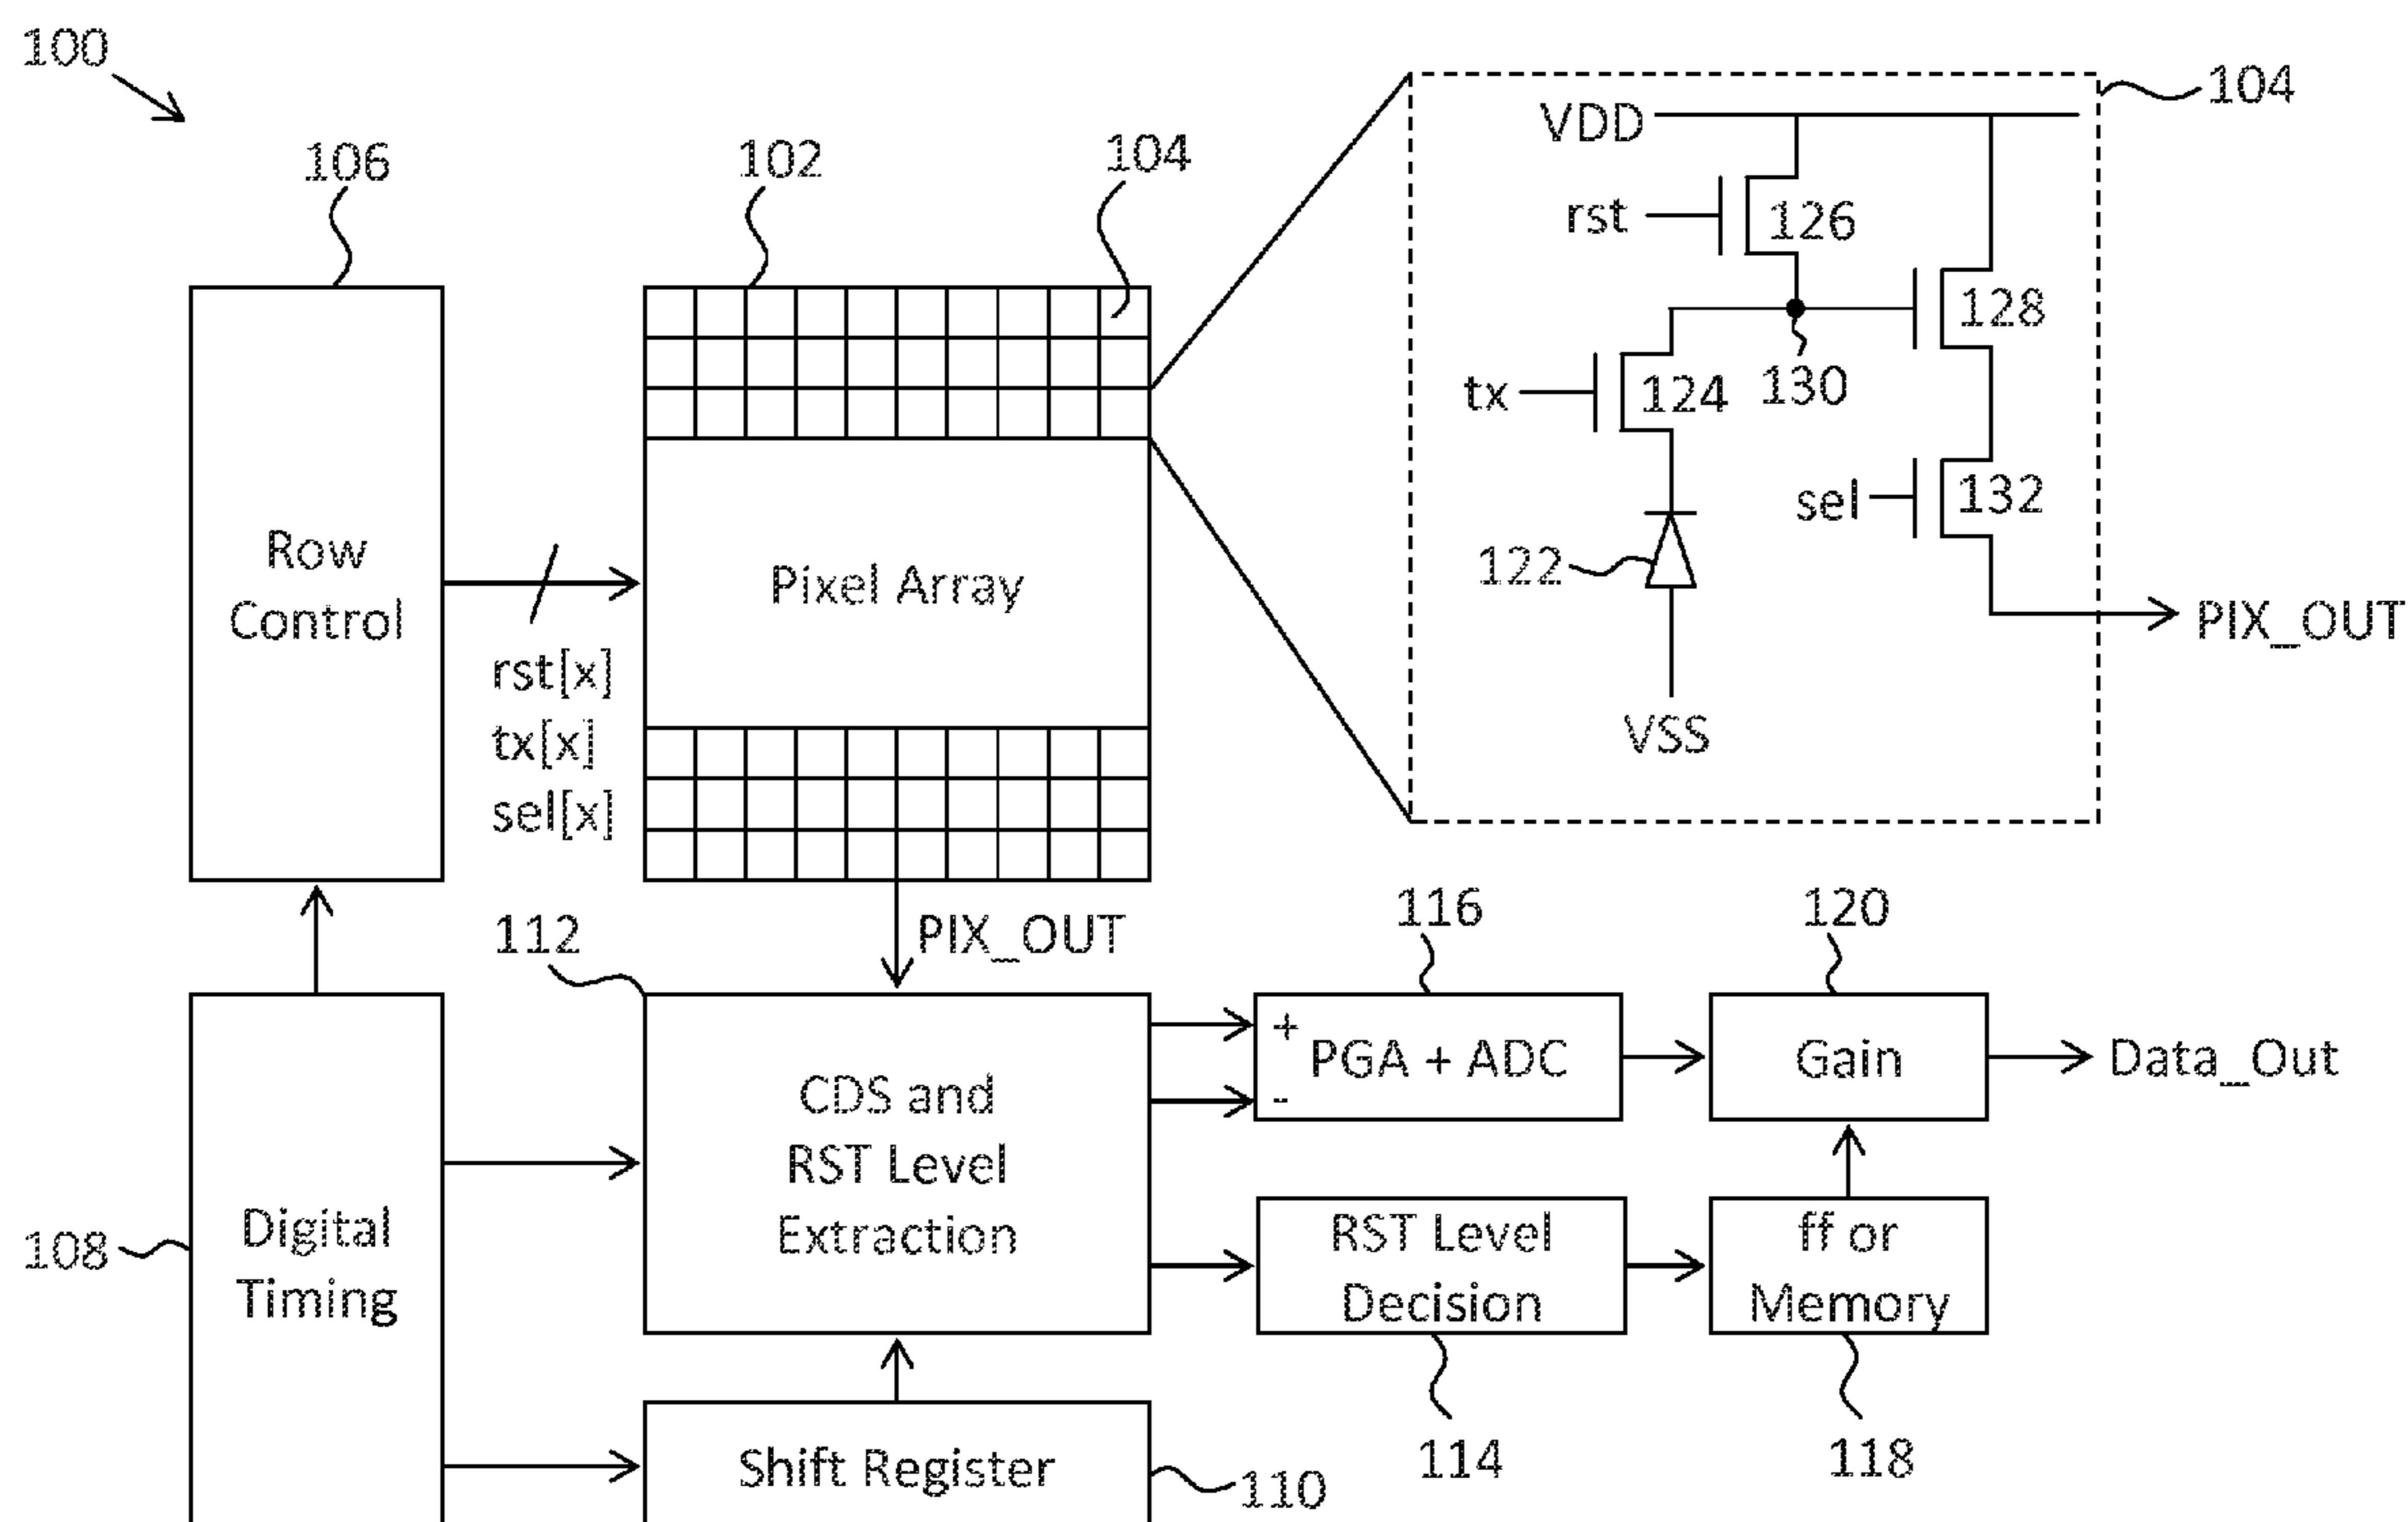 100
106
102
104
104
VDD
rst
126
128
tx
124
130
sel
132
122
PIX_OUT
VSS
Row
Control
Pixel Array
rst[x]
tx[x]
sel[x]
112
PIX_OUT
116
120
+
PGA + ADC
-
Gain
Data_Out
CDS and
RST Level
Extraction
108
Digital
Timing
RST Level
Decision
ff or
Memory
114
118
Shift Register
110